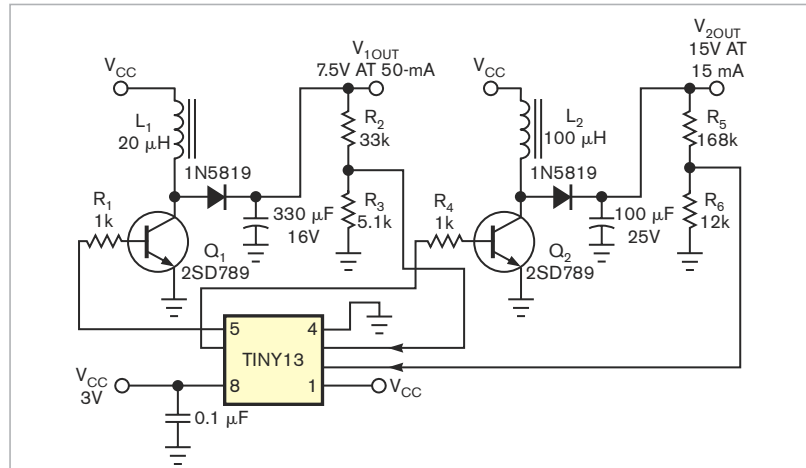 V1OUT
7.5V AT 50-mA
V2OUT
15V AT
15 mA
VCC
VCC
L1
20 µH
R2
33k
L2
100 µH
R5
168k
1N5819
1N5819
R1
1k
330 µF
16V
R3
5.1k
R4
1k
100 µF
25V
R6
12k
Q1
2SD789
Q2
2SD789
5
4
TINY13
8
1
VCC
3V
VCC
0.1 µF